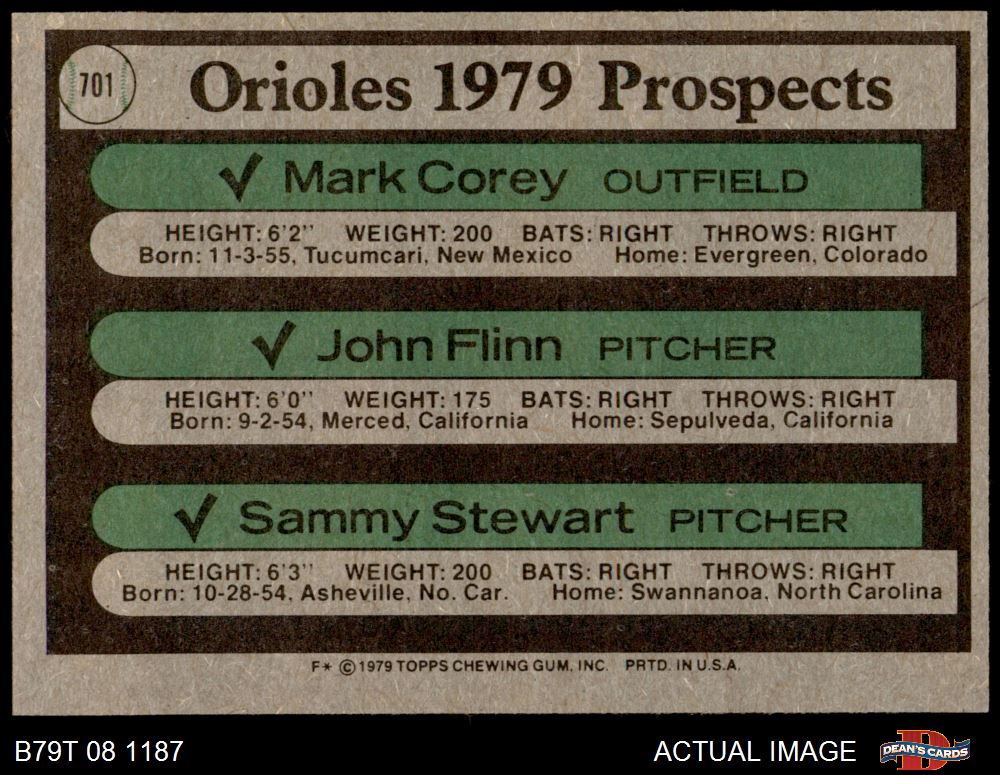 701
Orioles 1979 Prospects
✓ Mark Corey OUTFIELD
HEIGHT: 6'2'' WEIGHT: 200 BATS: RIGHT THROWS: RIGHT
Born: 11-3-55, Tucumcari, New Mexico Home: Evergreen, Colorado
✓ John Flinn PITCHER
HEIGHT: 6'0'' WEIGHT: 175 BATS: RIGHT THROWS: RIGHT
Born: 9-2-54, Merced, California Home: Sepulveda, California
✓ Sammy Stewart PITCHER
HEIGHT: 6'3'' WEIGHT: 200 BATS: RIGHT THROWS: RIGHT
Born: 10-28-54, Asheville, No. Car. Home: Swannanoa, North Carolina
F* © 1979 TOPPS CHEWING GUM, INC. PRTD. IN U.S.A.
B79T 08 1187 ACTUAL IMAGE D DEAN'S CARDS